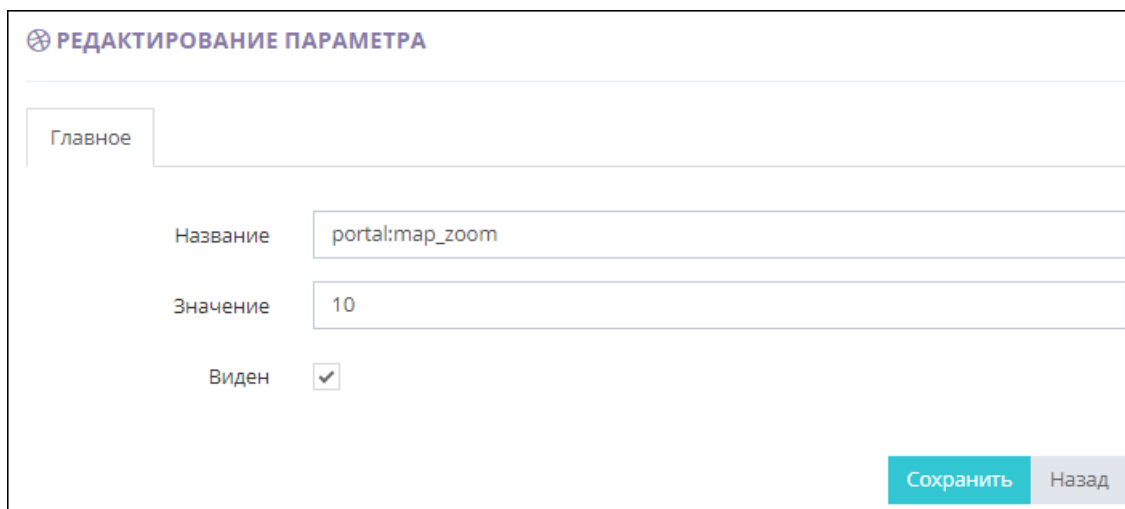 РЕДАКТИРОВАНИЕ ПАРАМЕТРА
Главное
Название portal:map_zoom
Значение 10
Виден
Сохранить Назад